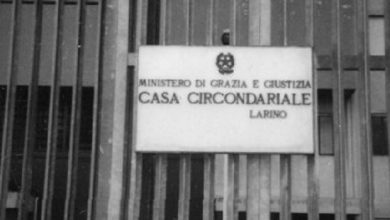 MINISTERO DI GRAZIA E GIUSTIZIA
CASA CIRCONDARIALE
LARINO